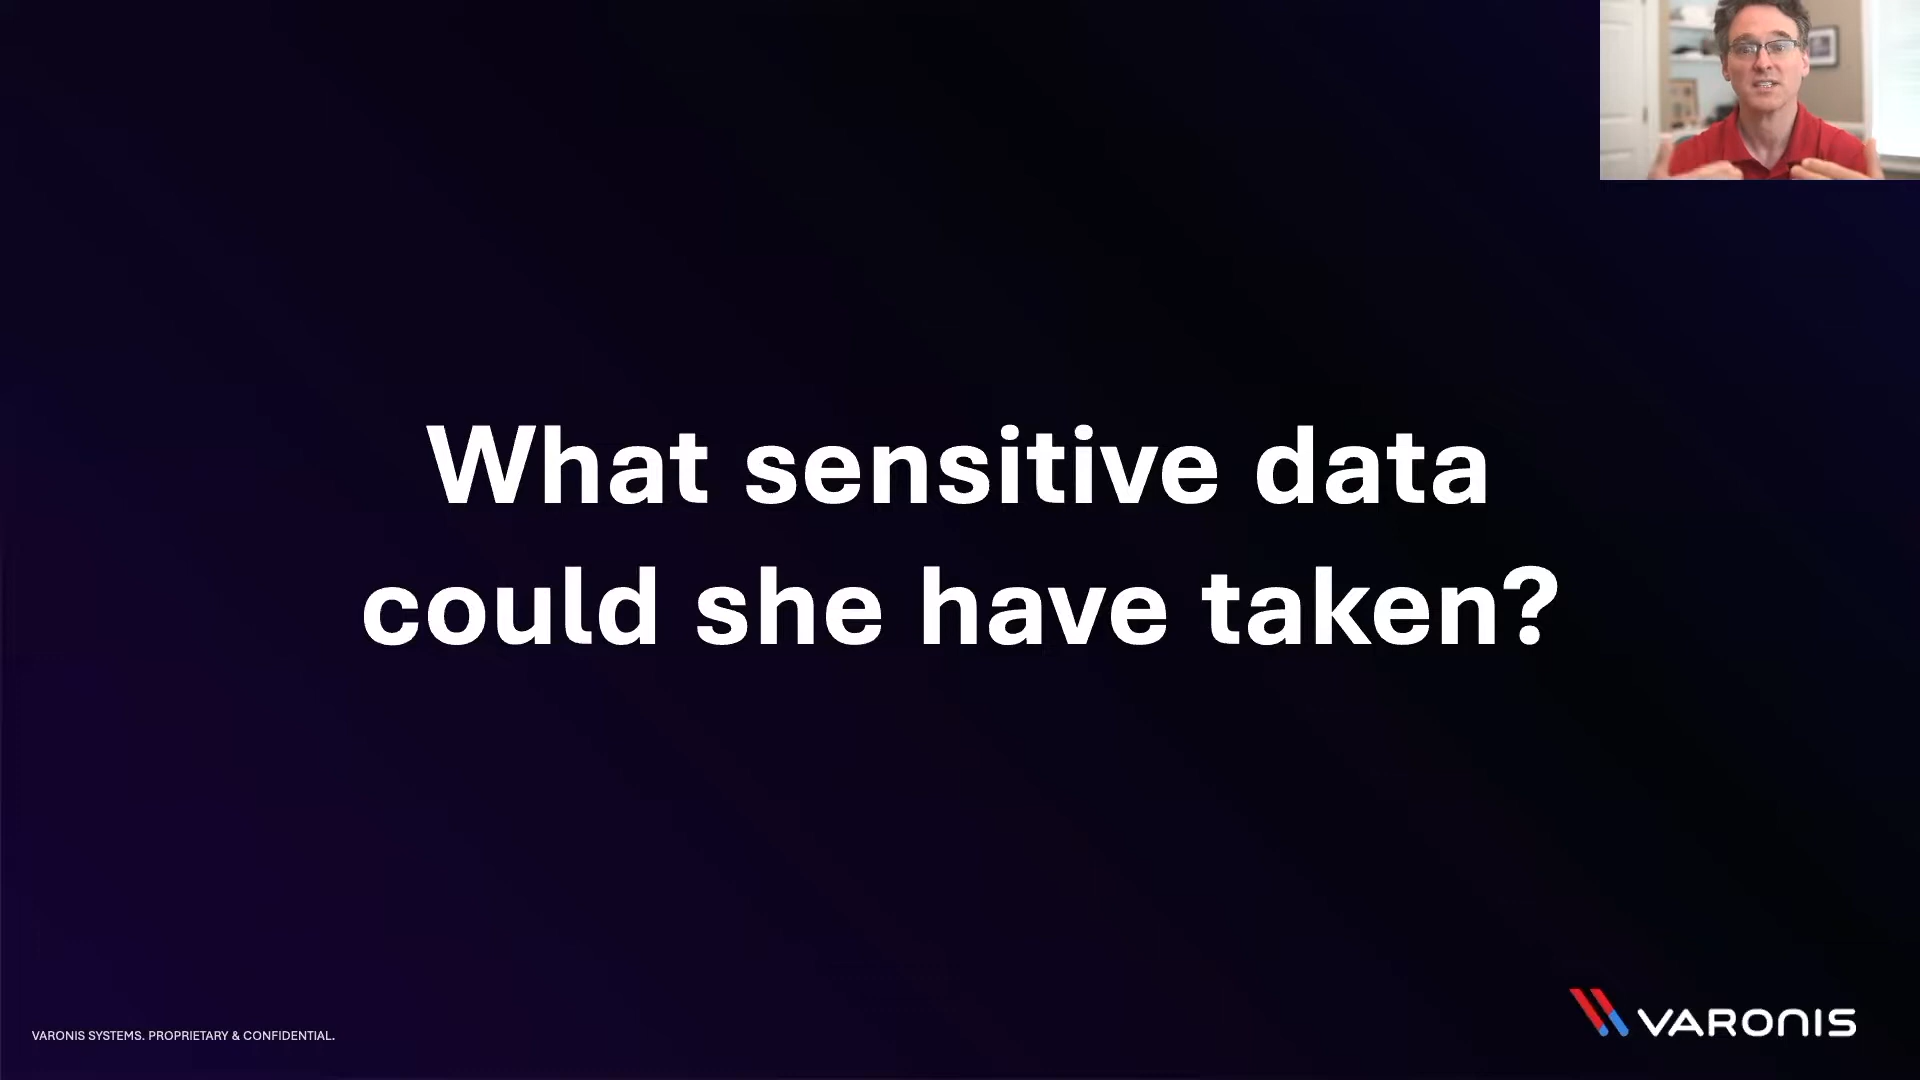 What sensitive data
could she have taken?
VARONIS SYSTEMS. PROPRIETARY & CONFIDENTIAL.
VARONIS